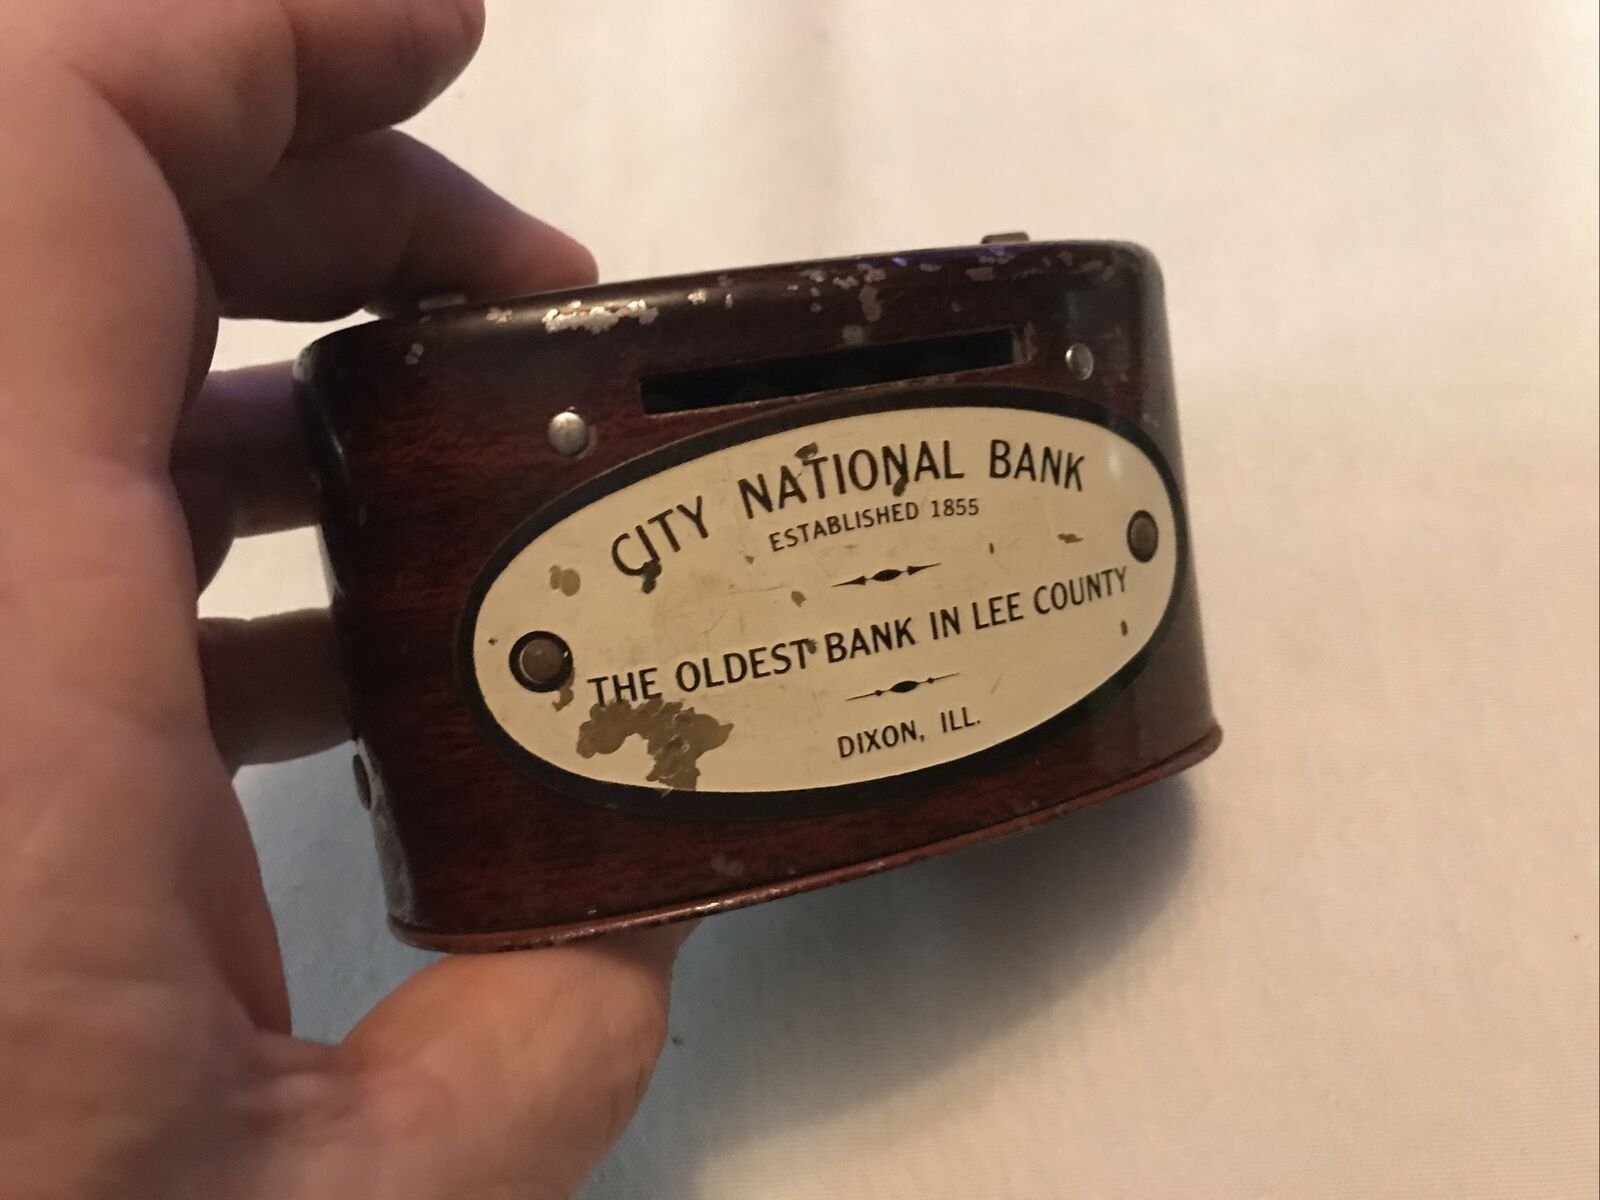 CITY NATIONAL BANK
ESTABLISHED 1855
THE OLDEST BANK IN LEE COUNTY
DIXON, ILL.